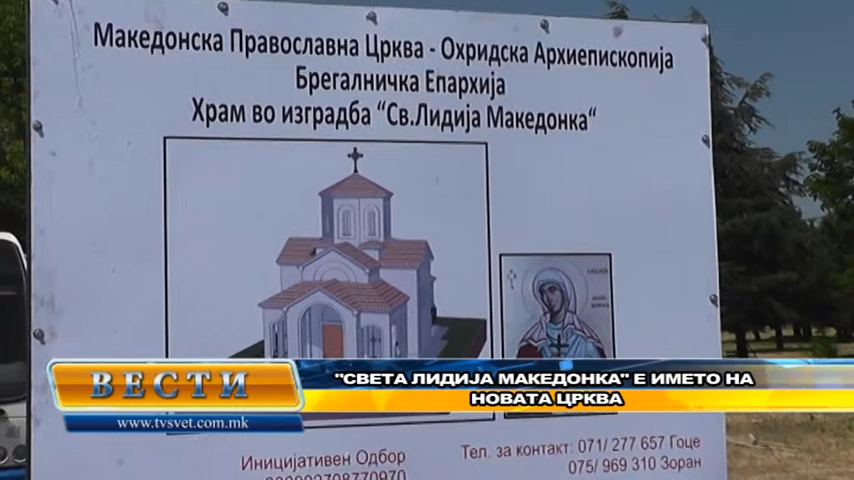 Македонска Православна Црква - Охридска Архиепископија
Брегалничка Епархија
Храм во изградба “Св.Лидија Македонка“
ВЕСТИ
www.tvsvet.com.mk
"СВЕТА ЛИДИЈА МАКЕДОНКА" Е ИМЕТО НА
НОВАТА ЦРКВА
Иницијативен Одбор
Тел. за контакт: 071/ 277 657 Гоце
075/ 969 310 Зоран